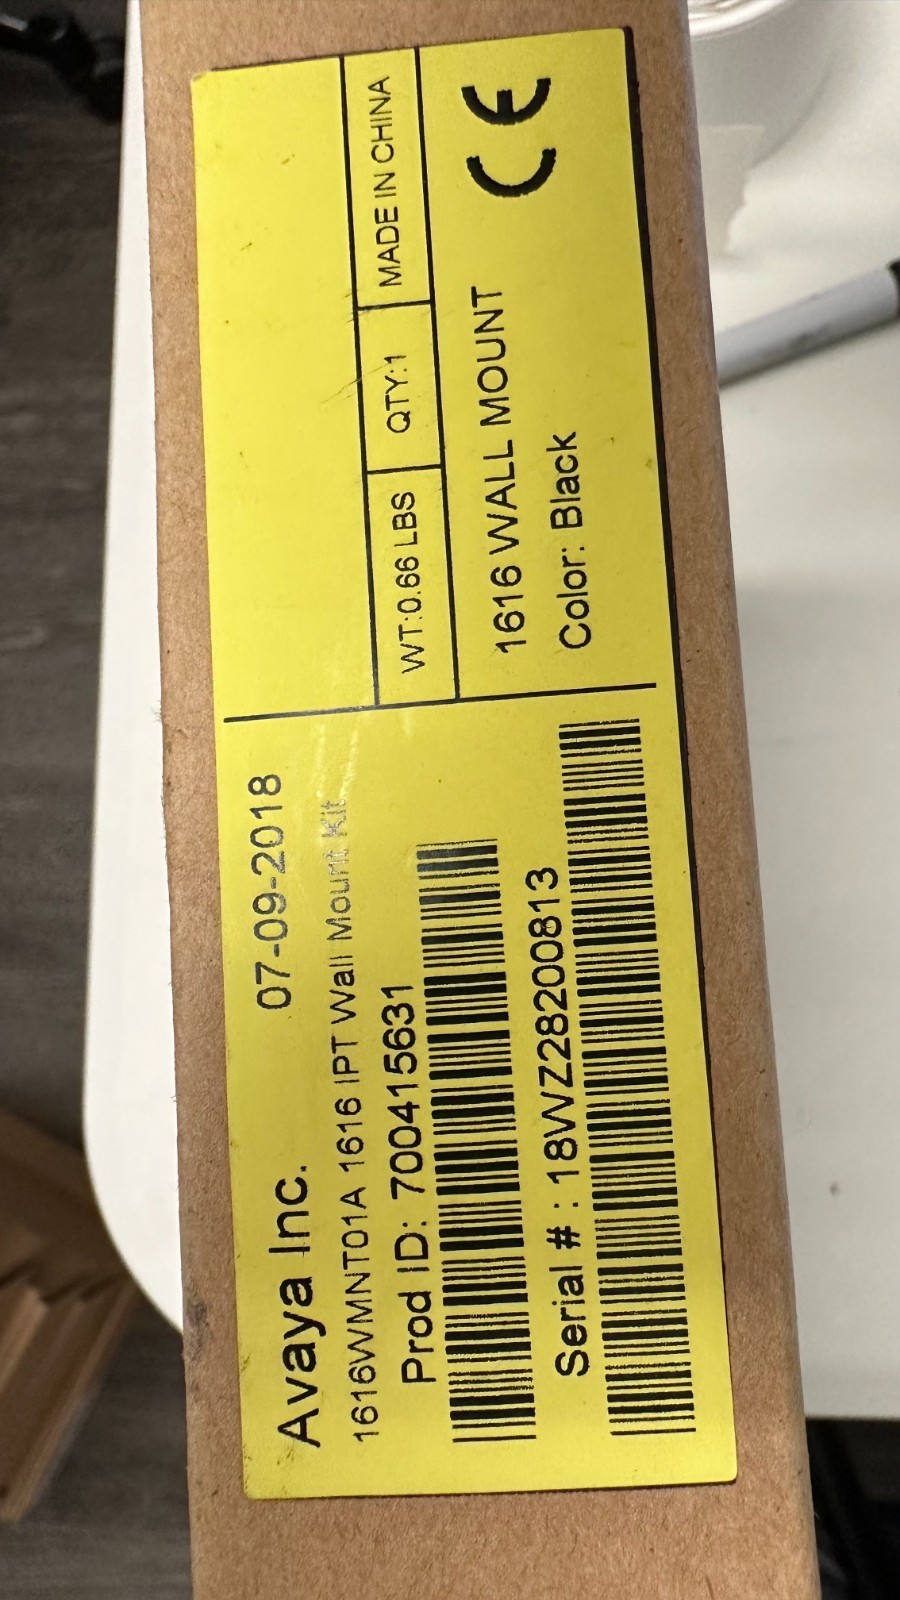 Avaya Inc. 07-09-2018
1616WMNT01A 1616 IPT Wall Mount Kit
Prod ID: 700415631
Serial # : 18WZ2820813
WT:0.66 LBS QTY:1 MADE IN CHINA
1616 WALL MOUNT
Color: Black
CE